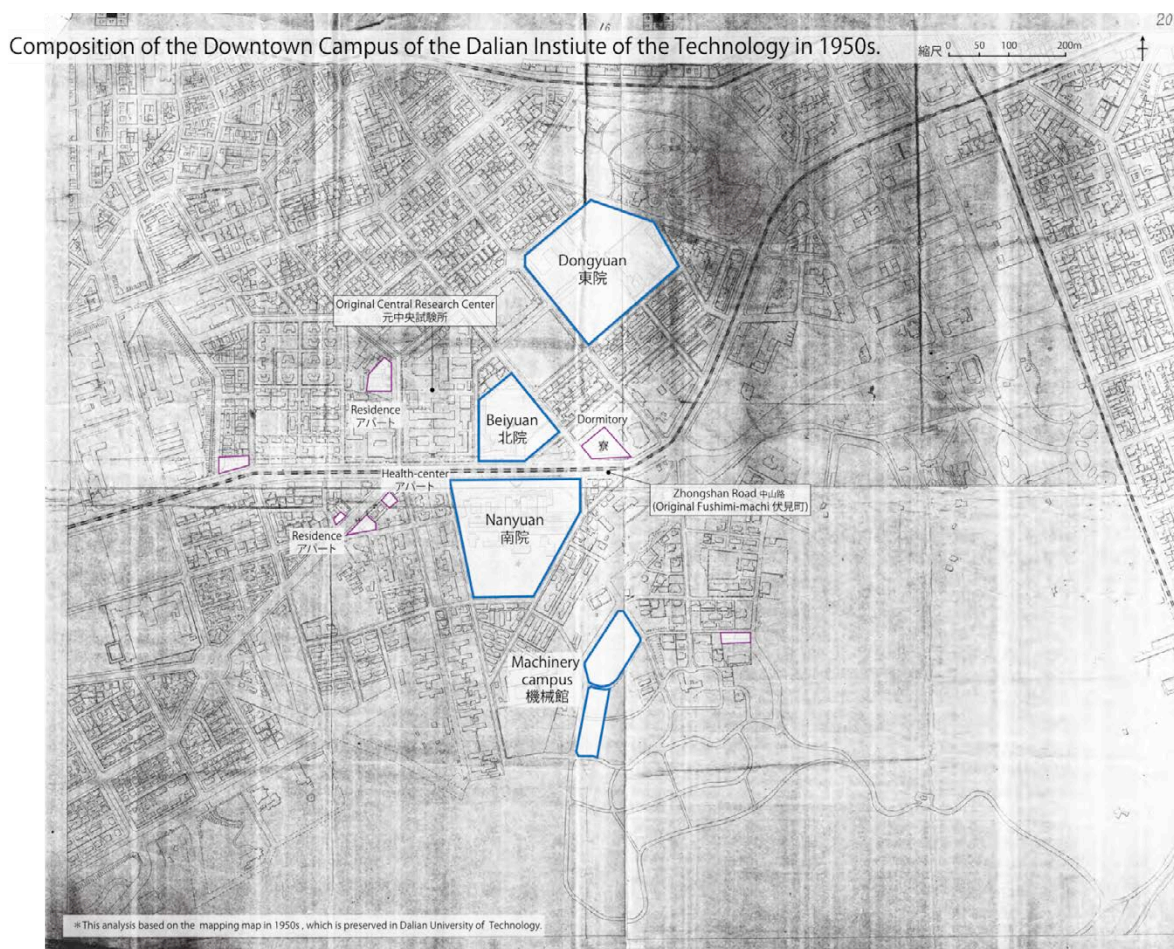 16
20
Composition of the Downtown Campus of the Dalian Instiute of the Technology in 1950s.
縮尺 0 50 100 200m
Dongyuan
東院
Original Central Research Center
元中央試験所
Residence
アパート
Beiyuan
北院
Dormitory
寮
Health-center
アパート
Zhongshan Road 中山路
(Original Fushimi-machi 伏見町)
Nanyuan
南院
Residence
アパート
Machinery
campus
機械館
*This analysis based on the mapping map in 1950s , which is preserved in Dalian University of Technology.